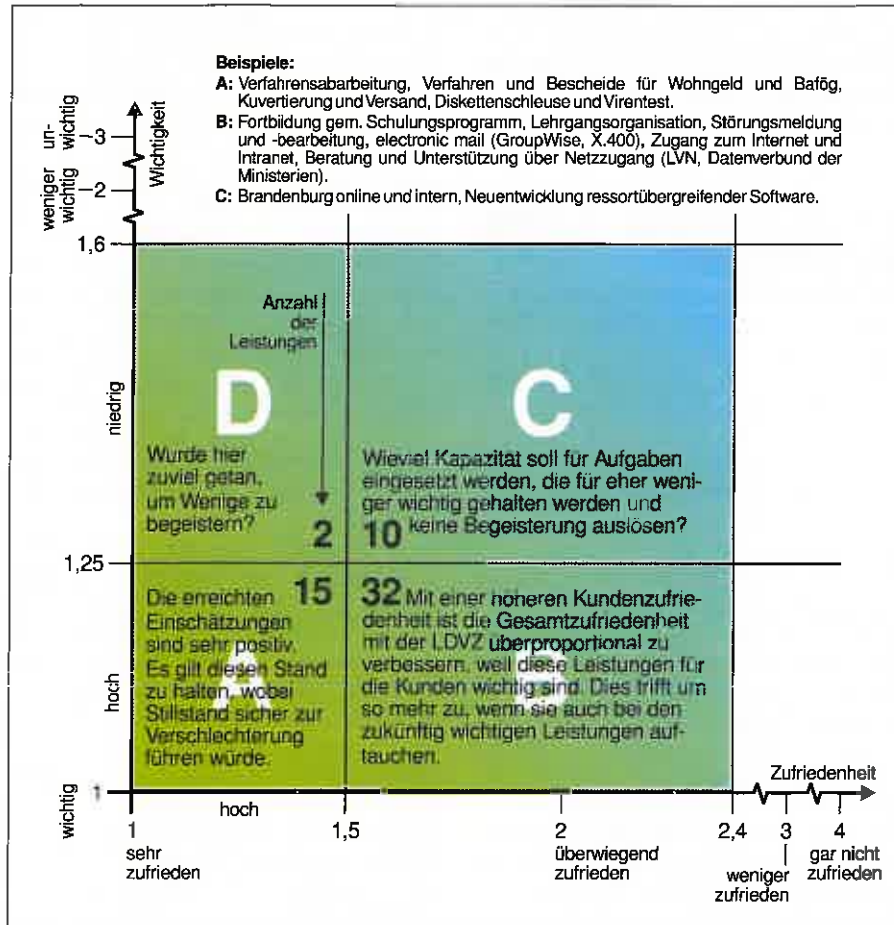 Beispiele:
A: Verfahrensabarbeitung, Verfahren und Bescheide für Wohngeld und Bafög,
Kuvertierung und Versand, Diskettenschleuse und Virentest.
B: Fortbildung gem. Schulungsprogramm, Lehrgangsorganisation, Störungsmeldung
und -bearbeitung, electronic mail (GroupWise, X.400), Zugang zum Internet und
Intranet, Beratung und Unterstützung über Netzzugang (LVN, Datenverbund der
Ministerien).
C: Brandenburg online und intern, Neuentwicklung ressortübergreifender Software.
Wichtigkeit
un-
wichtig
3
weniger
wichtig
2
1,6
niedrig
1,25
hoch
wichtig
1
Anzahl
der
Leistungen
D
Wurde hier
zuviel getan,
um Wenige zu
begeistern?
2
C
Wieviel Kapazität soll für Aufgaben
eingesetzt werden, die für eher weni-
ger wichtig gehalten werden und
10 keine Begeisterung auslösen?
15
Die erreichten
Einschätzungen
sind sehr positiv.
Es gilt diesen Stand
zu halten, wobei
Stillstand sicher zur
Verschlechterung
führen würde.
A
32 Mit einer höheren Kundenzufrie-
denheit ist die Gesamtzufriedenheit
mit der LDVZ überproportional zu
verbessern, weil diese Leistungen für
die Kunden wichtig sind. Dies trifft um
so mehr zu, wenn sie auch bei den
zukünftig wichtigen Leistungen auf-
tauchen.
B
Zufriedenheit
hoch
1
1,5
2
2,4
3
4
sehr
zufrieden
überwiegend
zufrieden
weniger
zufrieden
gar nicht
zufrieden